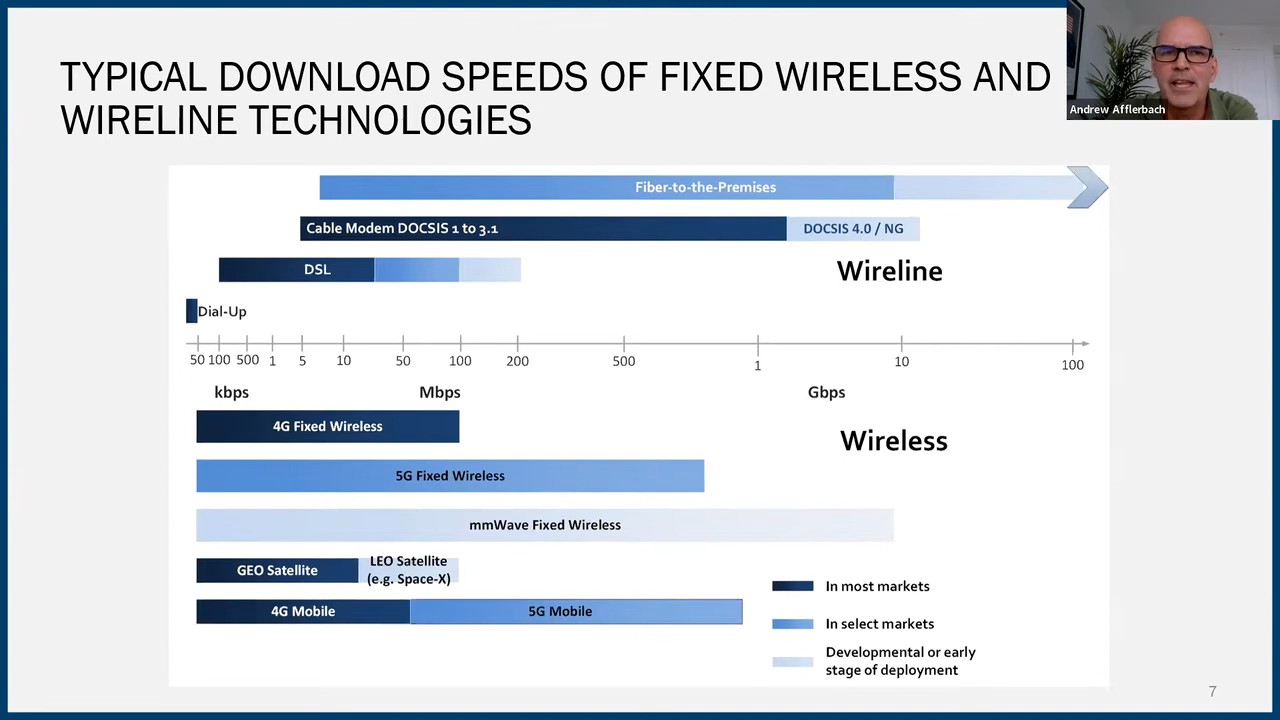 TYPICAL DOWNLOAD SPEEDS OF FIXED WIRELESS AND
WIRELINE TECHNOLOGIES
Andrew Afflerbach
Fiber-to-the-Premises
Cable Modem DOCSIS 1 to 3.1
DOCSIS 4.0 / NG
DSL
Wireline
Dial-Up
50 100 500 1 5 10 50 100 200 500 1 10 100
kbps Mbps Gbps
4G Fixed Wireless
Wireless
5G Fixed Wireless
mmWave Fixed Wireless
GEO Satellite
LEO Satellite
(e.g. Space-X)
4G Mobile
5G Mobile
In most markets
In select markets
Developmental or early
stage of deployment
7